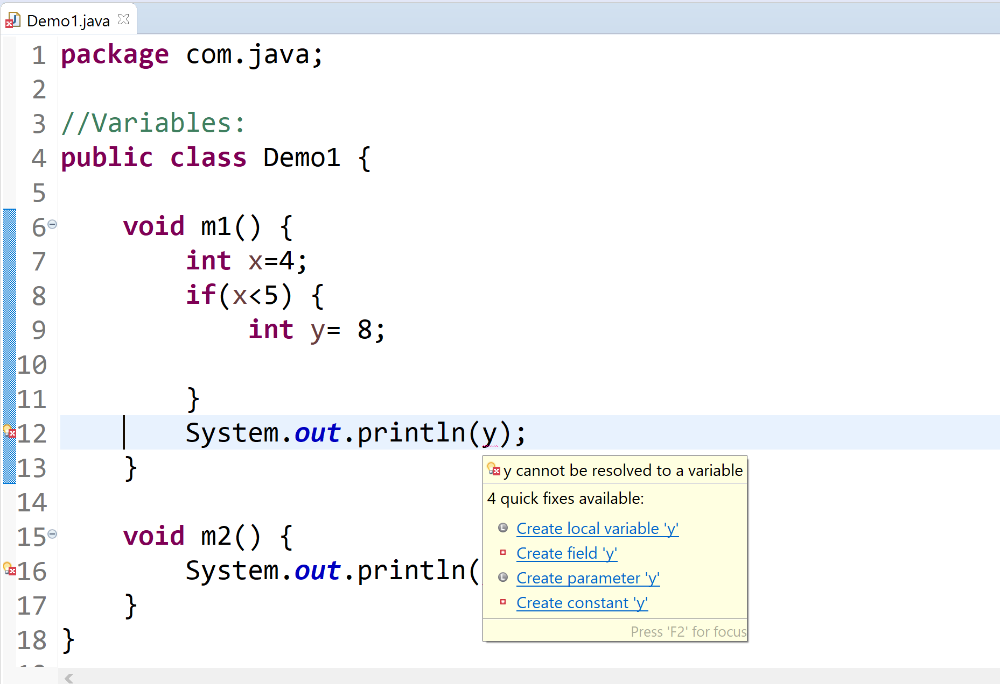 Demo1.java
1 package com.java;
2
3 //Variables:
4 public class Demo1 {
5
6 void m1() {
7 int x=4;
8 if(x<5) {
9 int y= 8;
10
11 }
12 System.out.println(y);
13 }
14
15 void m2() {
16 System.out.println(
17 }
18 }
y cannot be resolved to a variable
4 quick fixes available:
Create local variable 'y'
Create field 'y'
Create parameter 'y'
Create constant 'y'
Press 'F2' for focus